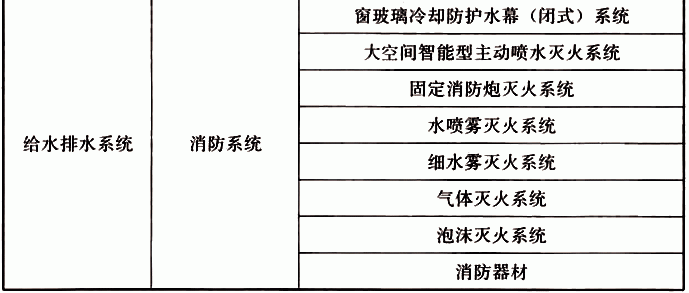 窗玻璃冷却防护水幕（闭式）系统
大空间智能型主动喷水灭火系统
固定消防炮灭火系统
水喷雾灭火系统
给水排水系统
消防系统
细水雾灭火系统
气体灭火系统
泡沫灭火系统
消防器材